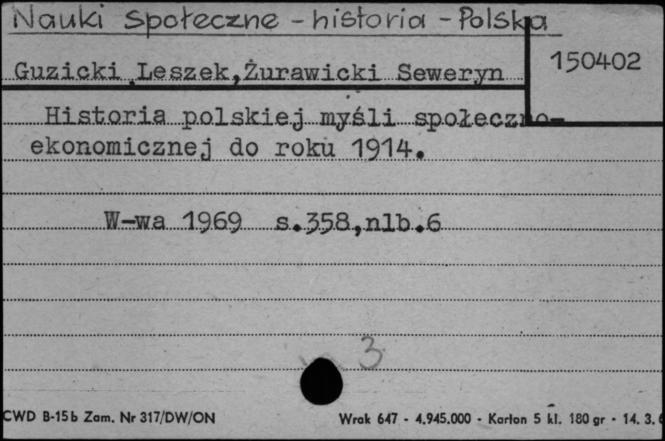 Nauki społeczne - historia - Polska
150402
Guzicki Leszek, Żurawicki Seweryn
Historia polskiej myśli społeczno-
ekonomicznej do roku 1914.
W-wa 1969 s.358,nlb.6
3
CWD B-15b Zam. Nr 317/DW/ON
Wrak 647 - 4.945.000 - Karton 5 kl. 180 gr - 14. 3.